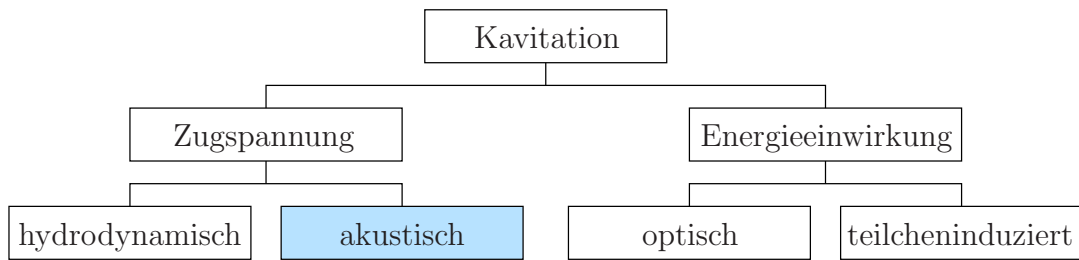 Kavitation
Zugspannung
Energieeinwirkung
hydrodynamisch
akustisch
optisch
teilcheninduziert